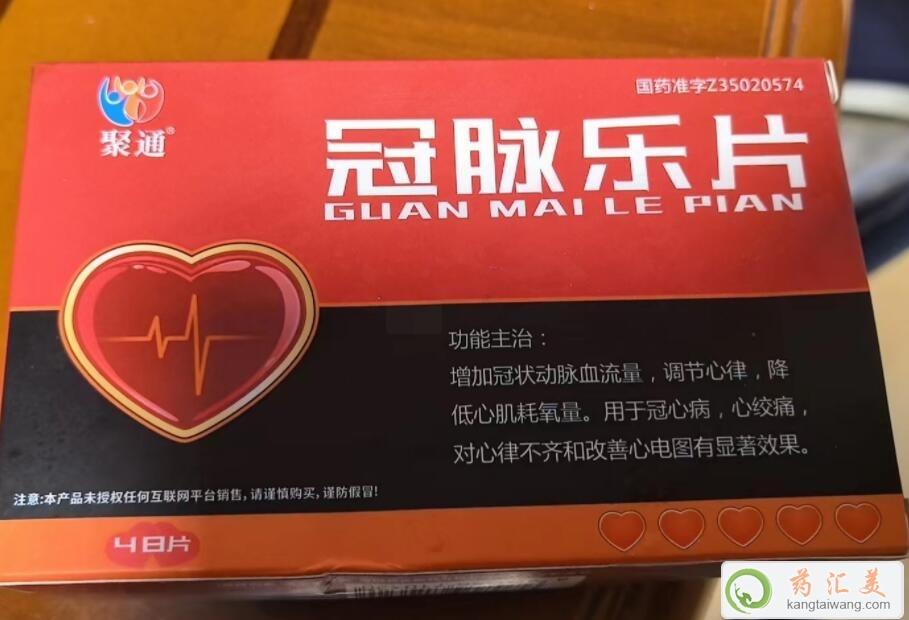 国药准字Z35020574
聚通®
冠脉乐片
GUAN MAI LE PIAN
功能主治：
增加冠状动脉血流量，调节心律，降
低心肌耗氧量。用于冠心病，心绞痛，
对心律不齐和改善心电图有显著效果。
注意:本产品未授权任何互联网平台销售,请谨慎购买,谨防假冒!
48片
药汇美
kangtaiwang.com